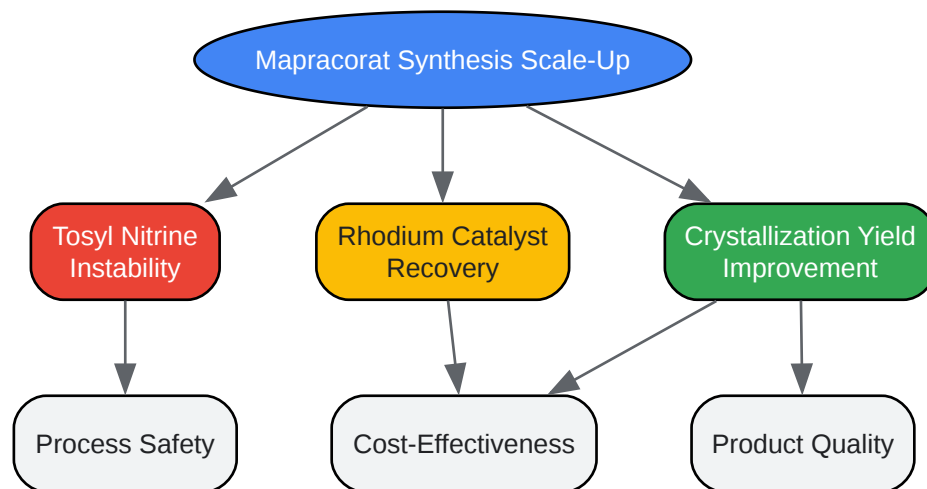 Mapracorat Synthesis Scale-Up
Tosyl Nitrine
Instability
Rhodium Catalyst
Recovery
Crystallization Yield
Improvement
Process Safety
Cost-Effectiveness
Product Quality